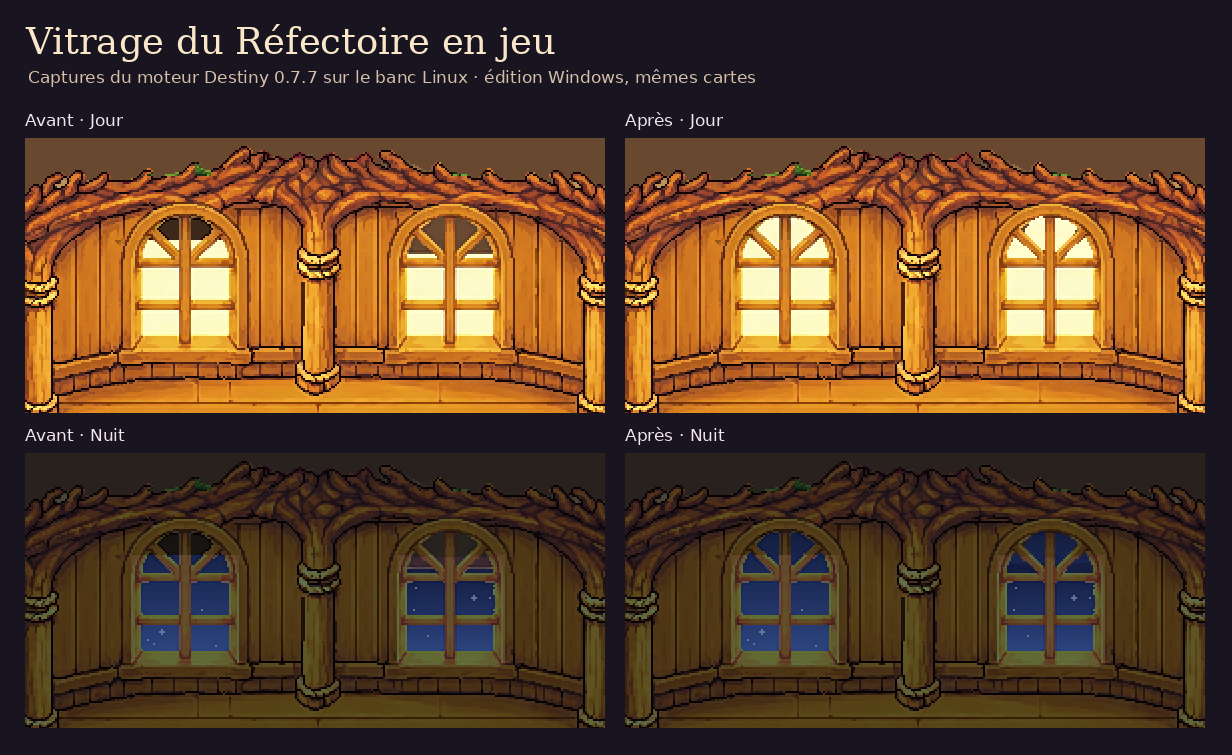 Vitrage du Réfectoire en jeu
Captures du moteur Destiny 0.7.7 sur le banc Linux · édition Windows, mêmes cartes
Avant · Jour
Après · Jour
Avant · Nuit
Après · Nuit